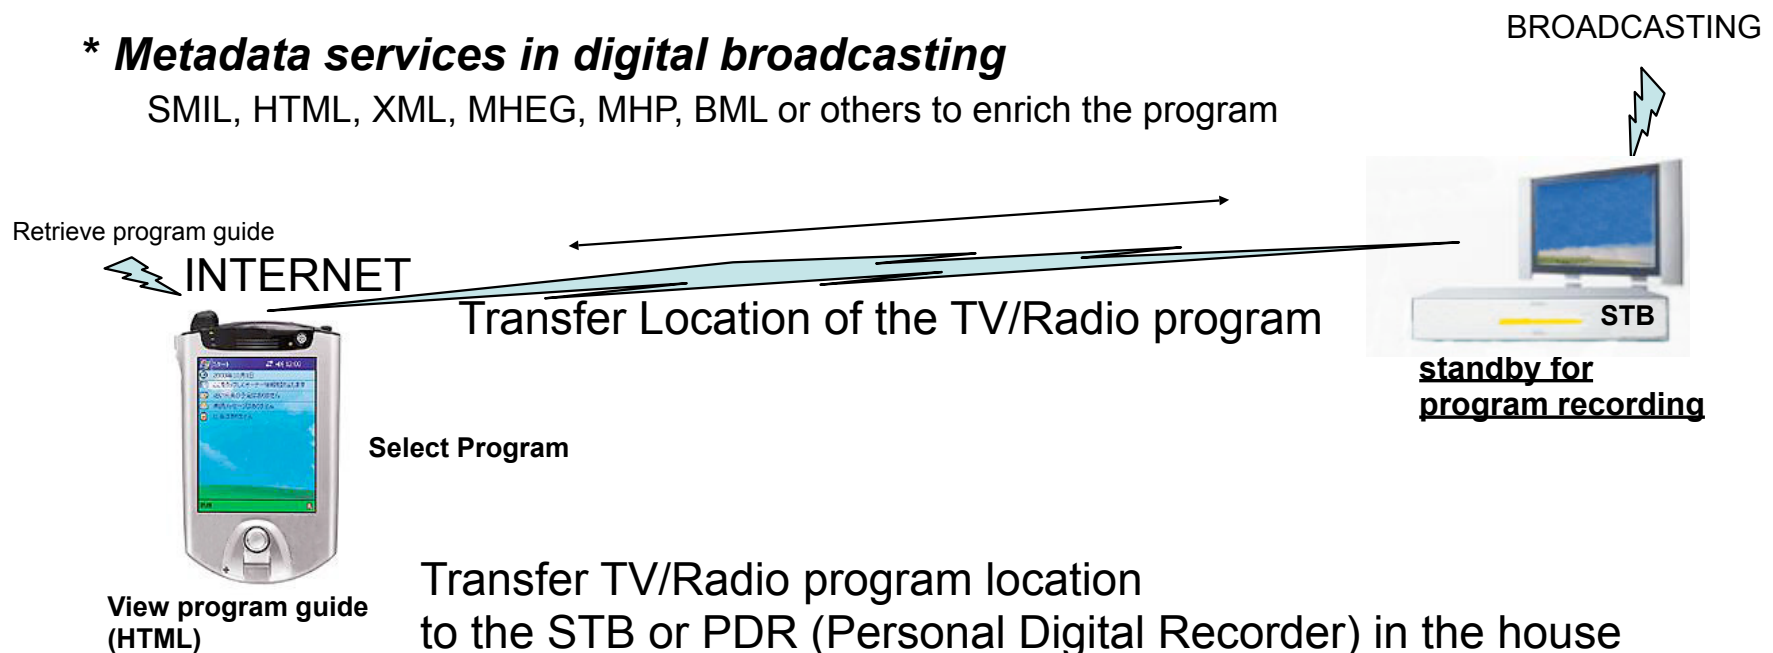 BROADCASTING
* Metadata services in digital broadcasting
SMIL, HTML, XML, MHEG, MHP, BML or others to enrich the program
Retrieve program guide
INTERNET
Transfer Location of the TV/Radio program
STB
standby for
program recording
Select Program
View program guide
(HTML)
Transfer TV/Radio program location
to the STB or PDR (Personal Digital Recorder) in the house